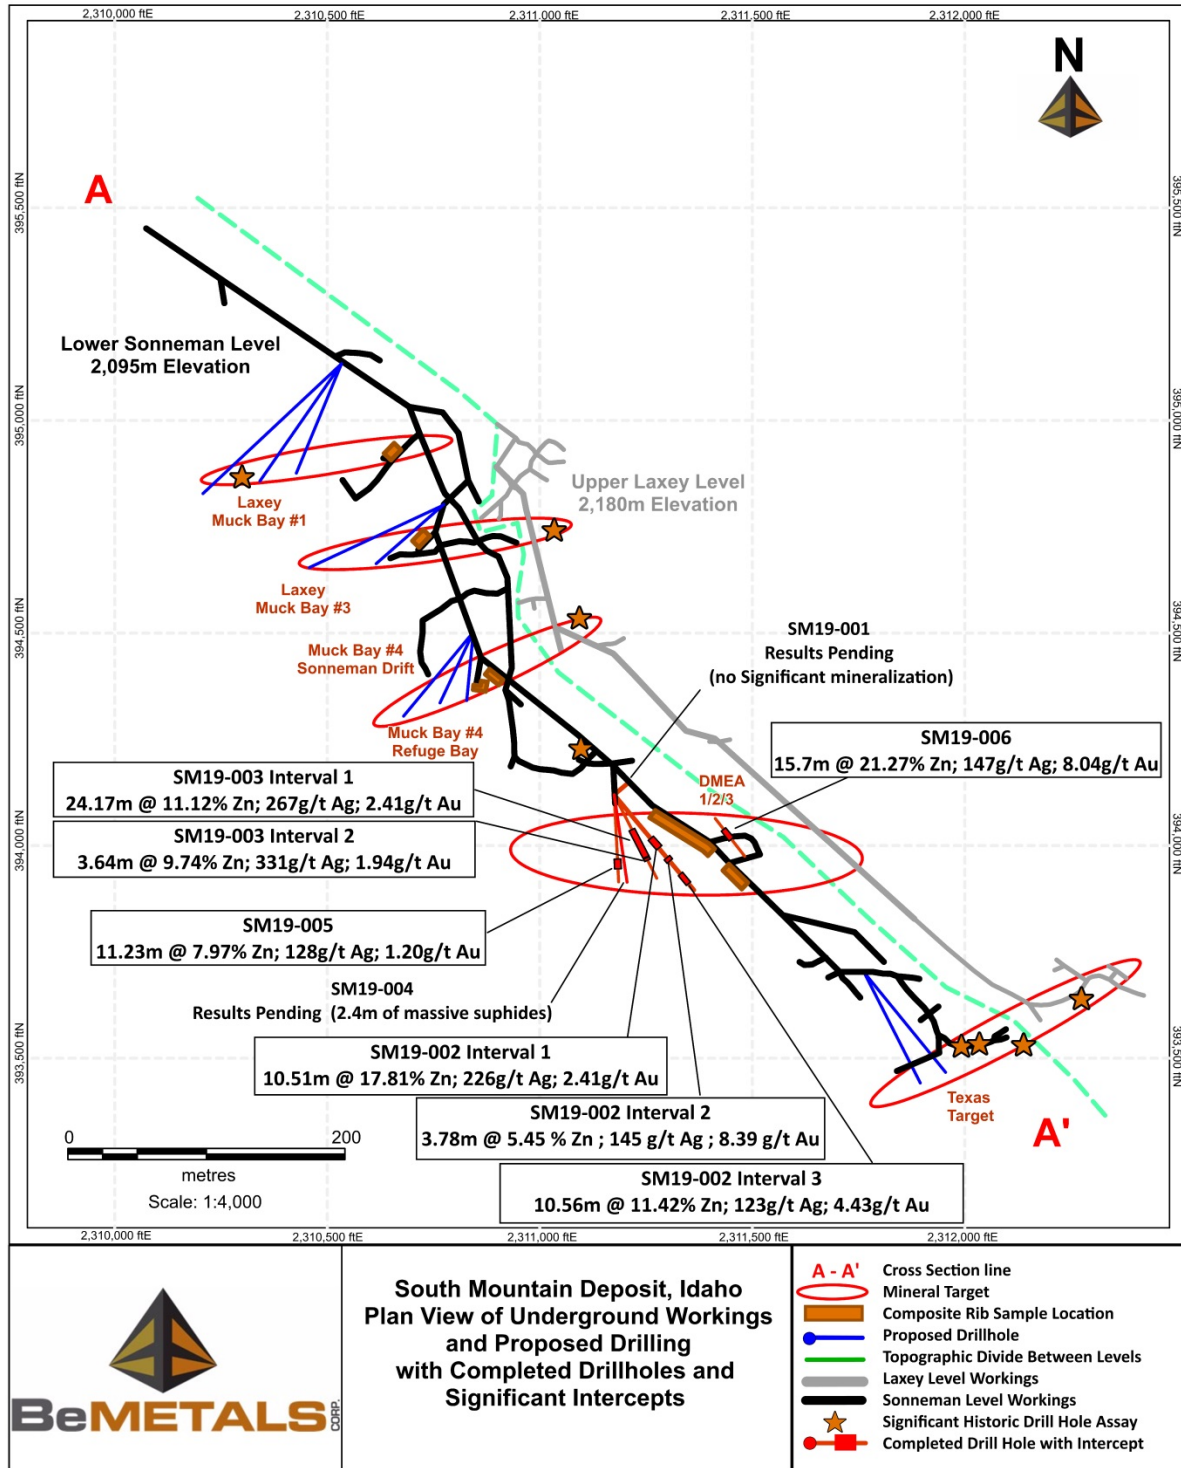 2,310,000 ftE
2,310,500 ftE
2,311,000 ftE
2,311,500 ftE
2,312,000 ftE
N
A
395,500 ftN
395,500 ftN
Lower Sonneman Level
2,095m Elevation
395,000 ftN
395,000 ftN
Upper Laxey Level
2,180m Elevation
Laxey
Muck Bay #1
Laxey
Muck Bay #3
394,500 ftN
394,500 ftN
Muck Bay #4
Sonneman Drift
SM19-001
Results Pending
(no Significant mineralization)
Muck Bay #4
Refuge Bay
SM19-006
15.7m @ 21.27% Zn; 147g/t Ag; 8.04g/t Au
DMEA
1/2/3
SM19-003 Interval 1
24.17m @ 11.12% Zn; 267g/t Ag; 2.41g/t Au
SM19-003 Interval 2
3.64m @ 9.74% Zn; 331g/t Ag; 1.94g/t Au
394,000 ftN
394,000 ftN
SM19-005
11.23m @ 7.97% Zn; 128g/t Ag; 1.20g/t Au
SM19-004
Results Pending (2.4m of massive suphides)
SM19-002 Interval 1
10.51m @ 17.81% Zn; 226g/t Ag; 2.41g/t Au
393,500 ftN
393,500 ftN
SM19-002 Interval 2
3.78m @ 5.45 % Zn ; 145 g/t Ag ; 8.39 g/t Au
Texas
Target
A'
SM19-002 Interval 3
10.56m @ 11.42% Zn; 123g/t Ag; 4.43g/t Au
0 200
metres
Scale: 1:4,000
2,310,000 ftE
2,310,500 ftE
2,311,000 ftE
2,311,500 ftE
2,312,000 ftE
BeMETALS CORP.
South Mountain Deposit, Idaho
Plan View of Underground Workings
and Proposed Drilling
with Completed Drillholes and
Significant Intercepts
A - A' Cross Section line
Mineral Target
Composite Rib Sample Location
Proposed Drillhole
Topographic Divide Between Levels
Laxey Level Workings
Sonneman Level Workings
Significant Historic Drill Hole Assay
Completed Drill Hole with Intercept